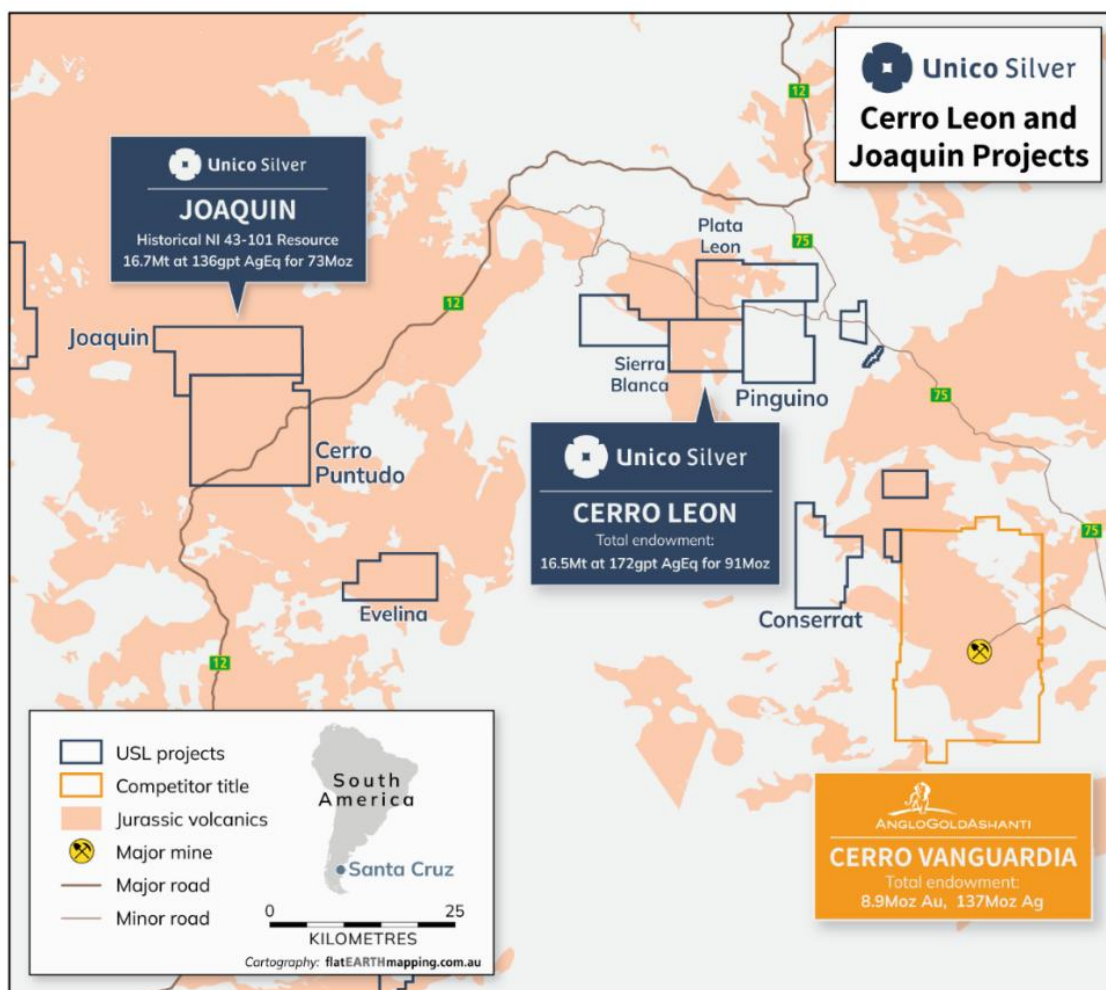 Unico Silver
Cerro Leon and
Joaquin Projects
12
12
Unico Silver
JOAQUIN
Historical NI 43-101 Resource
16.7Mt at 136gpt AgEq for 73Moz
Plata
Leon
75
12
Joaquin
Sierra
Blanca
Pinguino
75
Cerro
Puntudo
Unico Silver
CERRO LEON
Total endowment:
16.5Mt at 172gpt AgEq for 91Moz
75
Evelina
Conserrat
12
USL projects
Competitor title
Jurassic volcanics
Major mine
Major road
Minor road
South
America
Santa Cruz
0 25
KILOMETRES
Cartography: flatEARTHmapping.com.au
ANGLOGOLDASHANTI
CERRO VANGUARDIA
Total endowment:
8.9Moz Au, 137Moz Ag